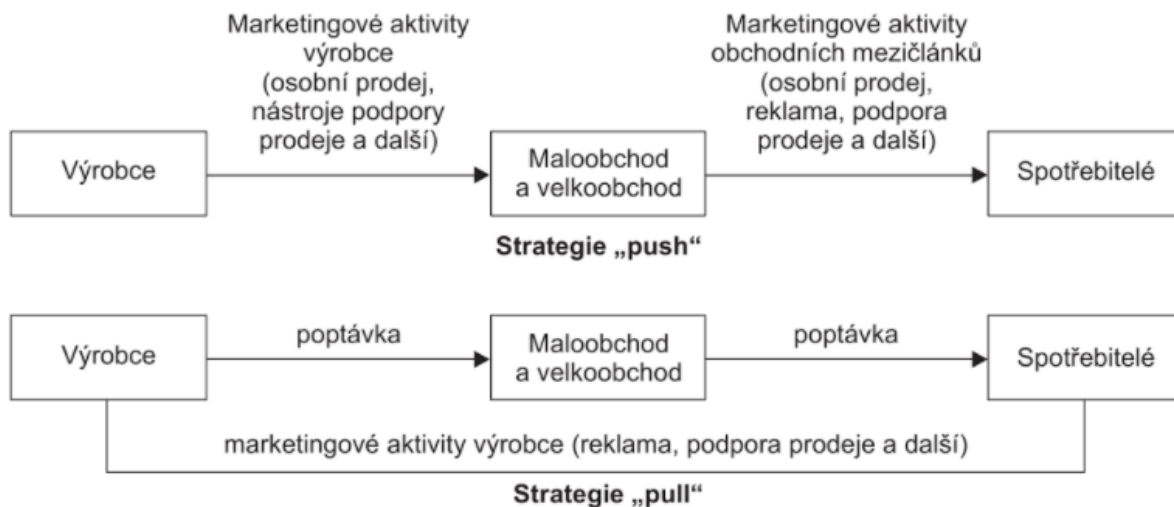 Marketingové aktivity
výrobce
(osobní prodej,
nástroje podpory
prodeje a další)
Marketingové aktivity
obchodních mezičlánků
(osobní prodej,
reklama, podpora
prodeje a další)
Výrobce
Maloobchod
a velkoobchod
Spotřebitelé
Strategie „push“
Výrobce
poptávka
Maloobchod
a velkoobchod
poptávka
Spotřebitelé
marketingové aktivity výrobce (reklama, podpora prodeje a další)
Strategie „pull“